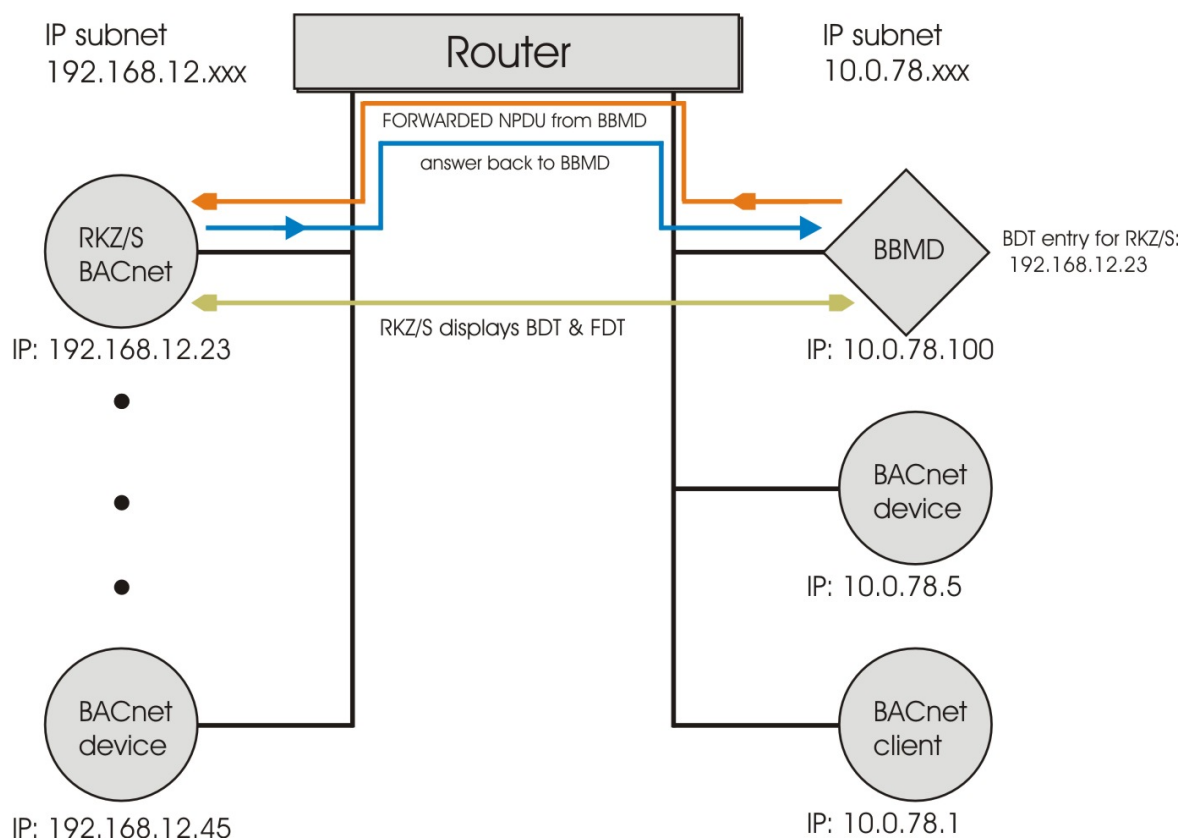 IP subnet
192.168.12.xxx
Router
IP subnet
10.0.78.xxx
FORWARDED NPDU from BBMD
answer back to BBMD
RKZ/S
BACnet
BBMD
BDT entry for RKZ/S:
192.168.12.23
RKZ/S displays BDT & FDT
IP: 192.168.12.23
IP: 10.0.78.100
BACnet
device
IP: 10.0.78.5
BACnet
device
IP: 192.168.12.45
BACnet
client
IP: 10.0.78.1